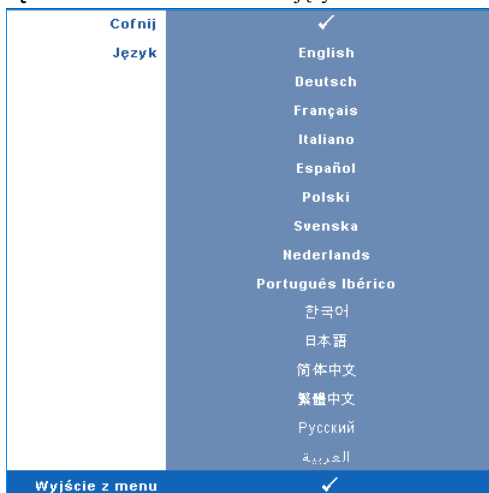 Cofnij ✓
Język English
Deutsch
Français
Italiano
Español
Polski
Svenska
Nederlands
Português Ibérico
한국어
日本語
简体中文
繁體中文
Русский
العربية
Wyjście z menu ✓